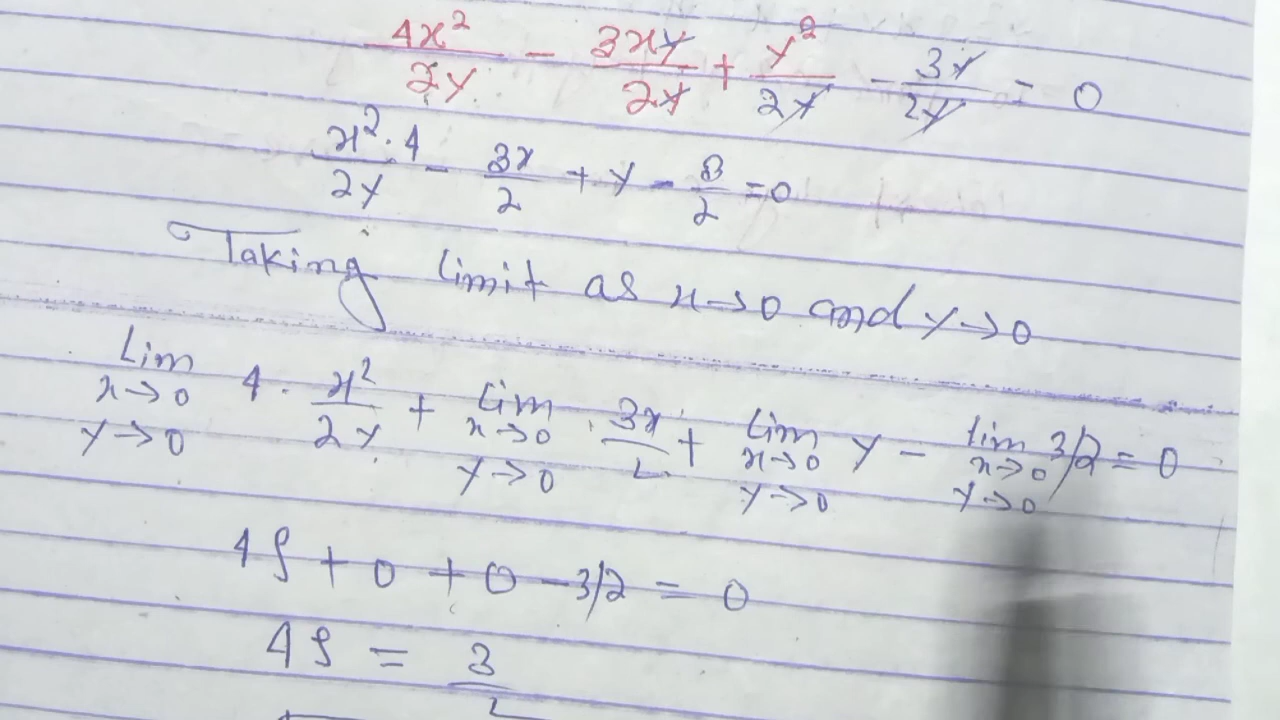 4x²/2y - 3xy/2y + y²/2y - 3y/2y = 0
x²·4/2y - 3x/2 + y - 3/2 = 0
Taking limit as x→0 and y→0
Lim x→0 y→0 4· x²/2y + Lim x→0 y→0 · 3x/2 + Lim x→0 y→0 y - lim x→0 y→0 3/2 = 0
4ρ + 0 + 0 - 3/2 = 0
4ρ = 3/2